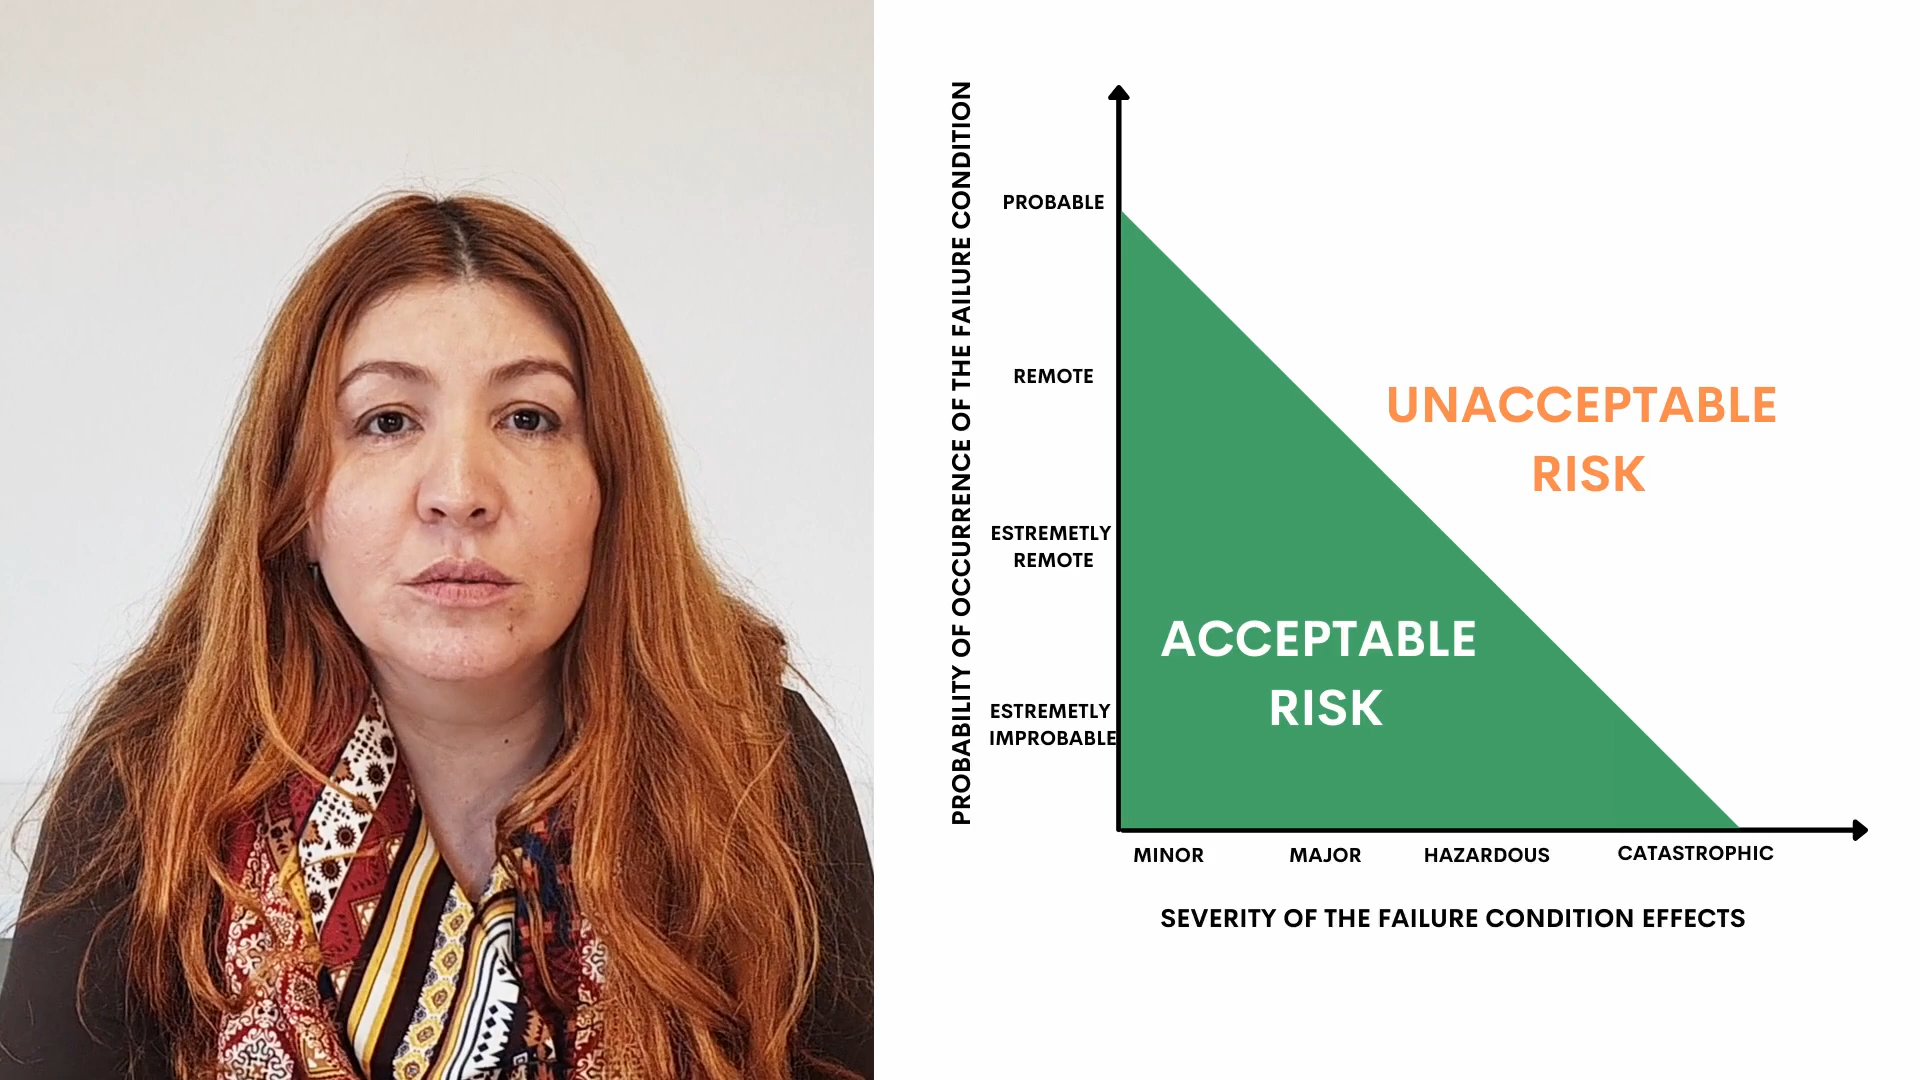 PROBABILITY OF OCCURRENCE OF THE FAILURE CONDITION
PROBABLE
REMOTE
ESTREMETLY
REMOTE
ESTREMETLY
IMPROBABLE
UNACCEPTABLE
RISK
ACCEPTABLE
RISK
MINOR
MAJOR
HAZARDOUS
CATASTROPHIC
SEVERITY OF THE FAILURE CONDITION EFFECTS